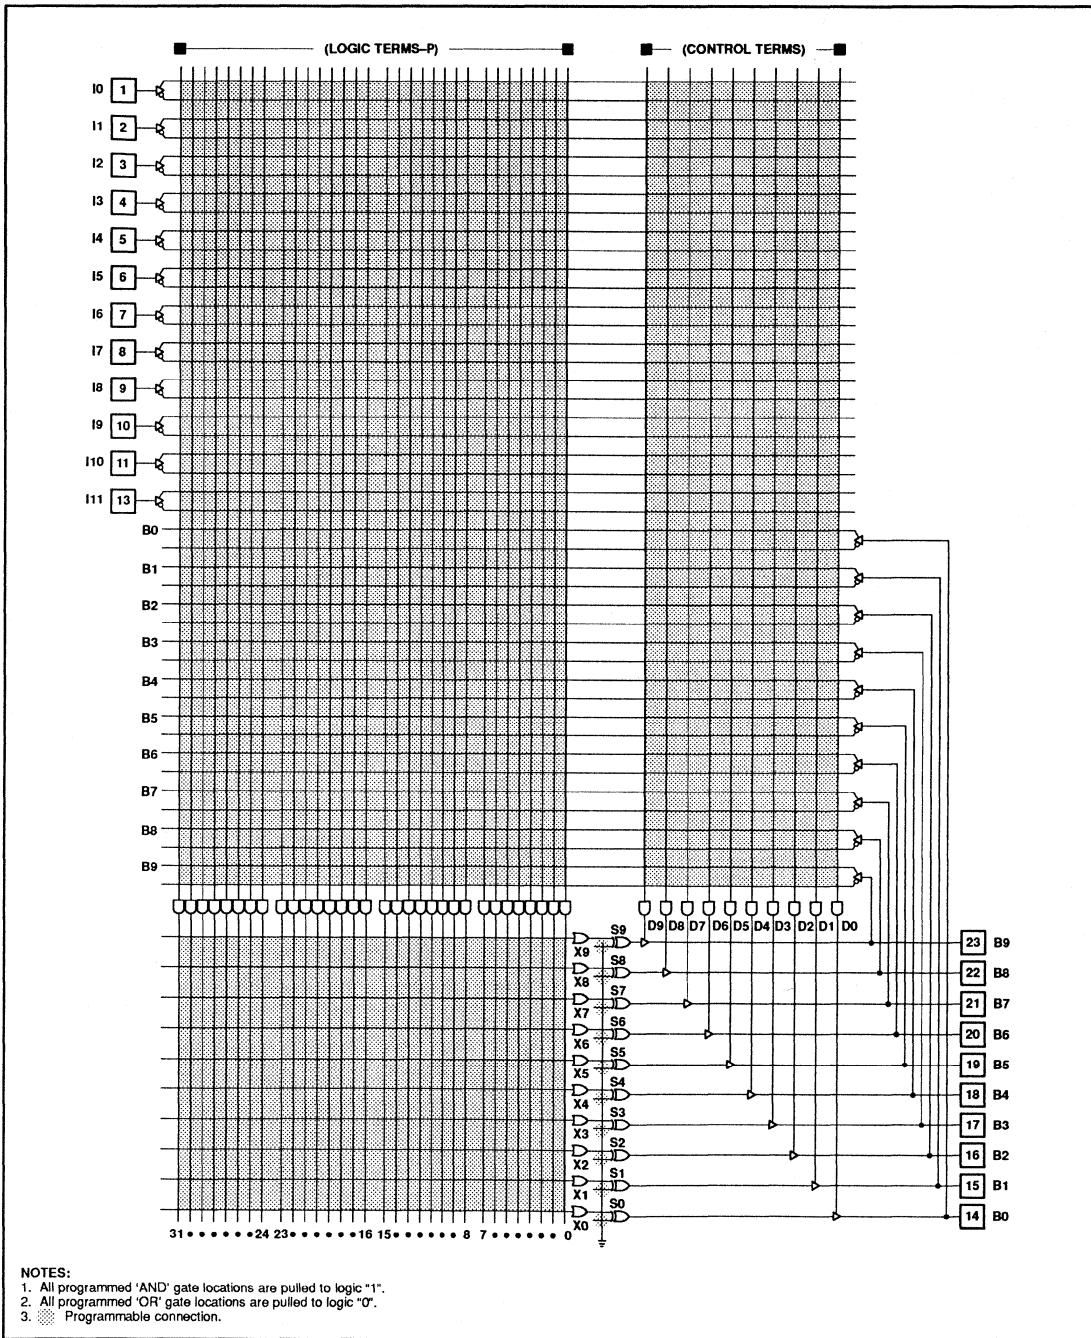 (LOGIC TERMS–P) (CONTROL TERMS)
I0 1
I1 2
I2 3
I3 4
I4 5
I5 6
I6 7
I7 8
I8 9
I9 10
I10 11
I11 13
B0
B1
B2
B3
B4
B5
B6
B7
B8
B9
D9 D8 D7 D6 D5 D4 D3 D2 D1 D0
S9 X9 23 B9
S8 X8 22 B8
S7 X7 21 B7
S6 X6 20 B6
S5 X5 19 B5
S4 X4 18 B4
S3 X3 17 B3
S2 X2 16 B2
S1 X1 15 B1
S0 X0 14 B0
31 • • • • • • 24 23 • • • • • • 16 15 • • • • • • 8 7 • • • • • • 0
NOTES:
1. All programmed 'AND' gate locations are pulled to logic "1".
2. All programmed 'OR' gate locations are pulled to logic "0".
3. Programmable connection.